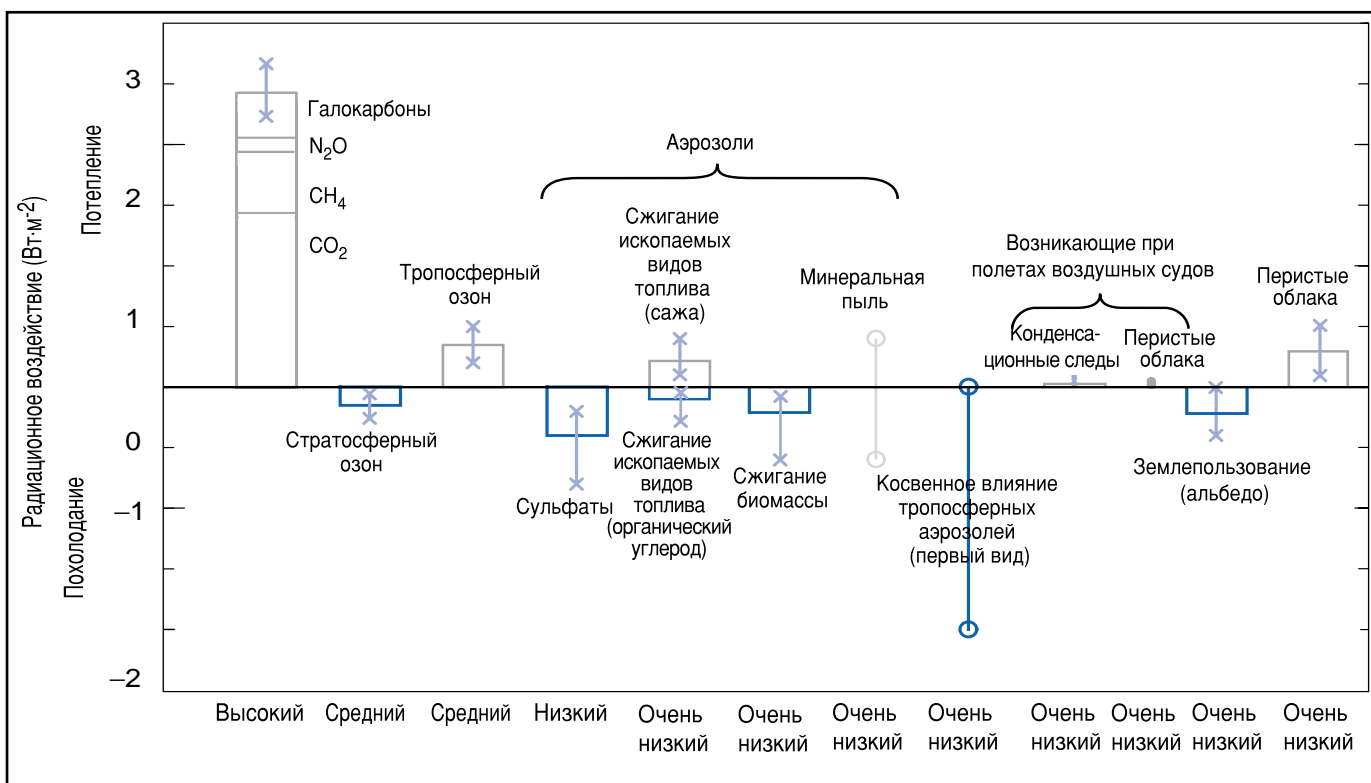 Радиационное воздействие (Вт·м⁻²)
Потепление
Похолодание
3
2
1
0
–1
–2
Галокарбоны
N₂O
CH₄
CO₂
Стратосферный
озон
Тропосферный
озон
Аэрозоли
Сульфаты
Сжигание
ископаемых
видов
топлива
(сажа)
Сжигание
ископаемых
видов
топлива
(органический
углерод)
Сжигание
биомассы
Минеральная
пыль
Косвенное влияние
тропосферных
аэрозолей
(первый вид)
Возникающие при
полетах воздушных судов
Конденса-
ционные следы
Перистые
облака
Землепользование
(альбедо)
Перистые
облака
Высокий
Средний
Средний
Низкий
Очень
низкий
Очень
низкий
Очень
низкий
Очень
низкий
Очень
низкий
Очень
низкий
Очень
низкий
Очень
низкий